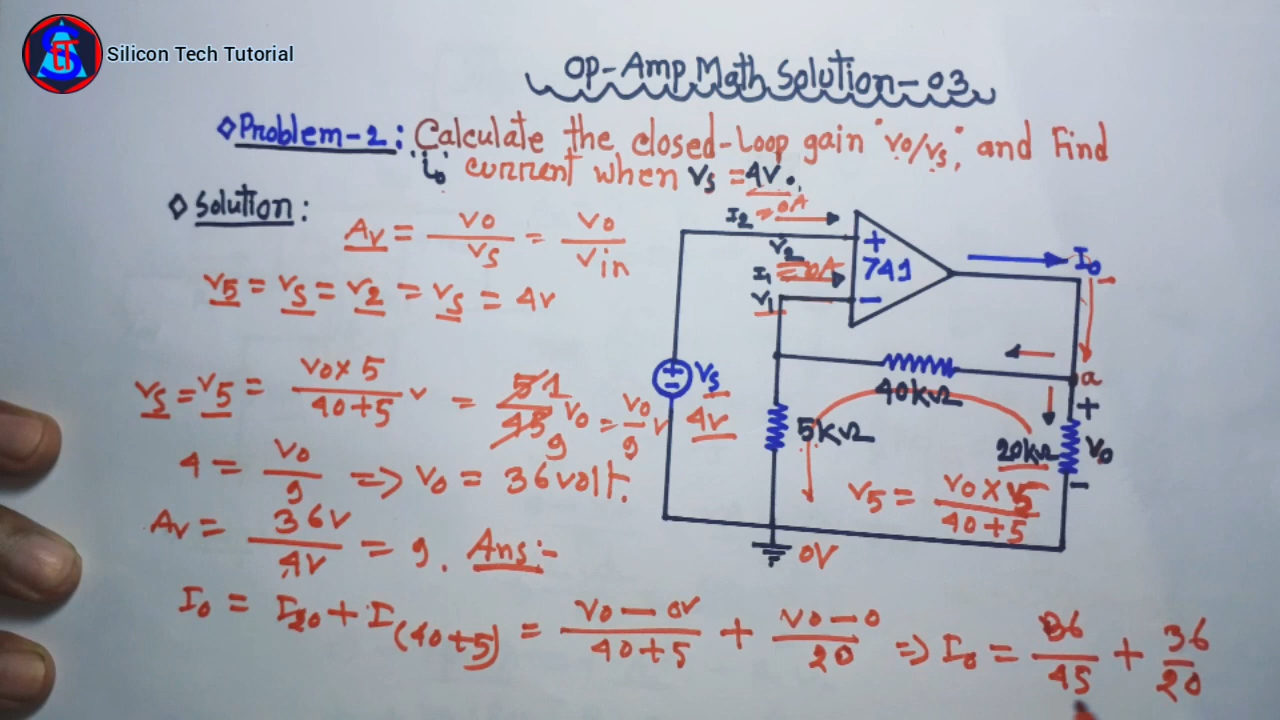 Silicon Tech Tutorial
Op-Amp Math Solution-03
Problem-2: Calculate the closed-Loop gain "vo/vs", and Find
current when Vs = 4V.
Solution:
Av = vo/vs = vo/vin
v5 = vs = v2 = vs = 4v
vs = v5 = vo×5/40+5 v = 5 1/45 9 vo = vo/9 v
4 = vo/9 => vo = 36 volt.
Av = 36v/4v = 9. Ans:-
Io = I20 + I(40+5) = vo-ov/40+5 + vo-0/20 => Io = 36/45 + 36/20
I2 = 0A
V2
I1 = 0A
V1
+
741
-
Io
a
40kΩ
+
-
Vs
4v
5kΩ
20kΩ
+
Vo
-
v5 = vo×v5/40+5
0V